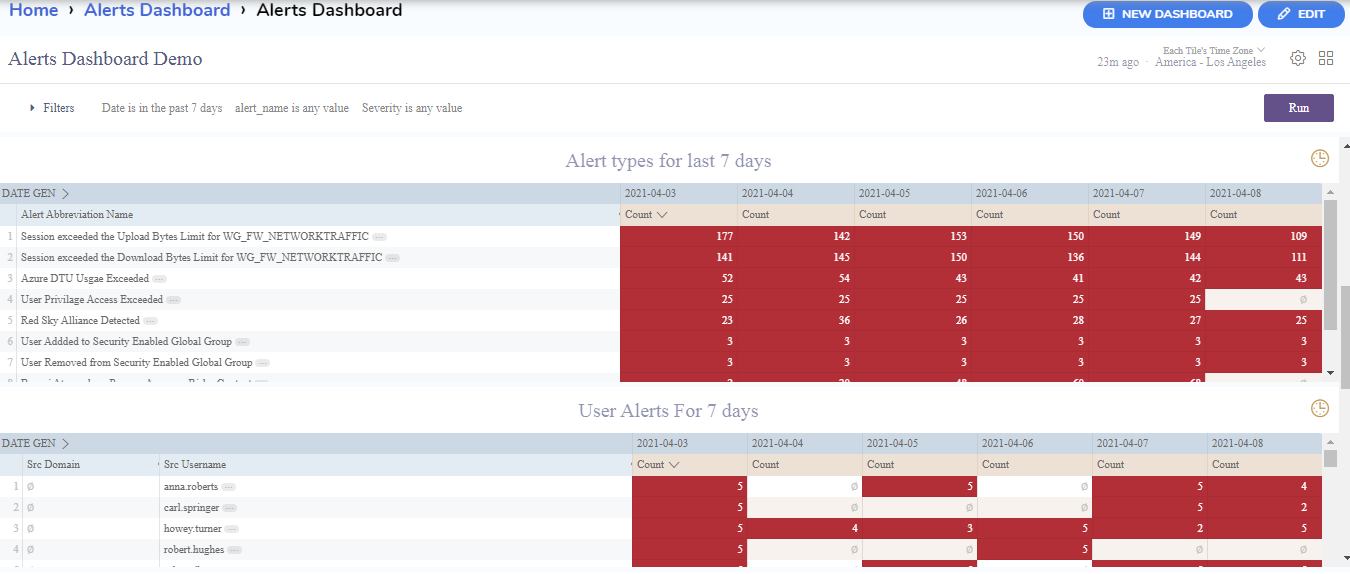 Home › Alerts Dashboard › Alerts Dashboard
NEW DASHBOARD
EDIT
Alerts Dashboard Demo
Each Tile's Time Zone
23m ago · America - Los Angeles
Filters Date is in the past 7 days alert_name is any value Severity is any value
Run
Alert types for last 7 days
DATE GEN 2021-04-03 2021-04-04 2021-04-05 2021-04-06 2021-04-07 2021-04-08
Alert Abbreviation Name Count Count Count Count Count Count
1 Session exceeded the Upload Bytes Limit for WG_FW_NETWORKTRAFFIC 177 142 153 150 149 109
2 Session exceeded the Download Bytes Limit for WG_FW_NETWORKTRAFFIC 141 145 150 136 144 111
3 Azure DTU Usgae Exceeded 52 54 43 41 42 43
4 User Privilage Access Exceeded 25 25 25 25 25 Ø
5 Red Sky Alliance Detected 23 36 26 28 27 25
6 User Addded to Security Enabled Global Group 3 3 3 3 3 3
7 User Removed from Security Enabled Global Group 3 3 3 3 3 3
User Alerts For 7 days
DATE GEN 2021-04-03 2021-04-04 2021-04-05 2021-04-06 2021-04-07 2021-04-08
Src Domain Src Username Count Count Count Count Count Count
1 Ø anna.roberts 5 Ø 5 Ø 5 4
2 Ø carl.springer 5 Ø Ø Ø 5 2
3 Ø howey.turner 5 4 3 5 2 5
4 Ø robert.hughes 5 Ø Ø 5 Ø Ø